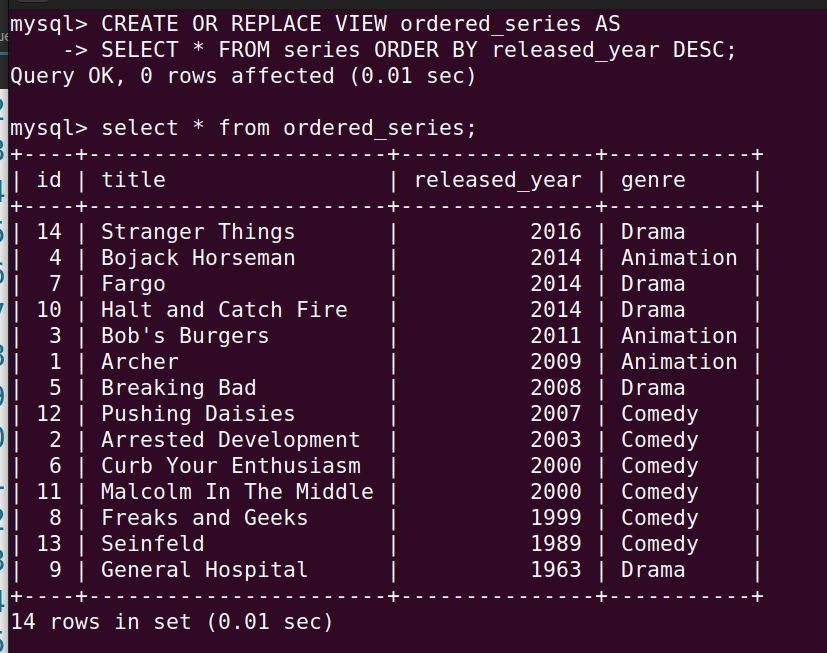 mysql> CREATE OR REPLACE VIEW ordered_series AS
    -> SELECT * FROM series ORDER BY released_year DESC;
Query OK, 0 rows affected (0.01 sec)

mysql> select * from ordered_series;
+----+-----------------------+---------------+-----------+
| id | title                 | released_year | genre     |
+----+-----------------------+---------------+-----------+
| 14 | Stranger Things       |          2016 | Drama     |
|  4 | Bojack Horseman       |          2014 | Animation |
|  7 | Fargo                 |          2014 | Drama     |
| 10 | Halt and Catch Fire   |          2014 | Drama     |
|  3 | Bob's Burgers         |          2011 | Animation |
|  1 | Archer                |          2009 | Animation |
|  5 | Breaking Bad          |          2008 | Drama     |
| 12 | Pushing Daisies       |          2007 | Comedy    |
|  2 | Arrested Development  |          2003 | Comedy    |
|  6 | Curb Your Enthusiasm  |          2000 | Comedy    |
| 11 | Malcolm In The Middle |          2000 | Comedy    |
|  8 | Freaks and Geeks      |          1999 | Comedy    |
| 13 | Seinfeld              |          1989 | Comedy    |
|  9 | General Hospital      |          1963 | Drama     |
+----+-----------------------+---------------+-----------+
14 rows in set (0.01 sec)